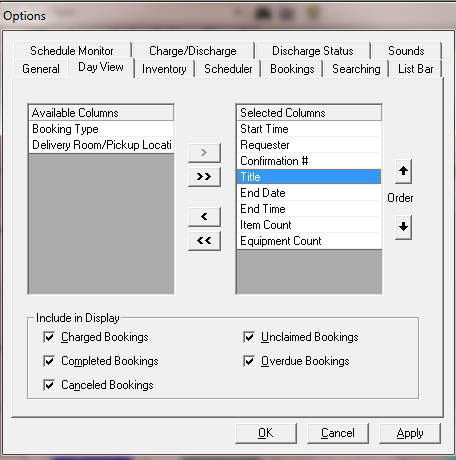 Options
Schedule Monitor Charge/Discharge Discharge Status Sounds
General Day View Inventory Scheduler Bookings Searching List Bar
Available Columns
Booking Type
Delivery Room/Pickup Locati
>
>>
<
<<
Selected Columns
Start Time
Requester
Confirmation #
Title
End Date
End Time
Item Count
Equipment Count
Order
Include in Display
Charged Bookings
Unclaimed Bookings
Completed Bookings
Overdue Bookings
Canceled Bookings
OK Cancel Apply